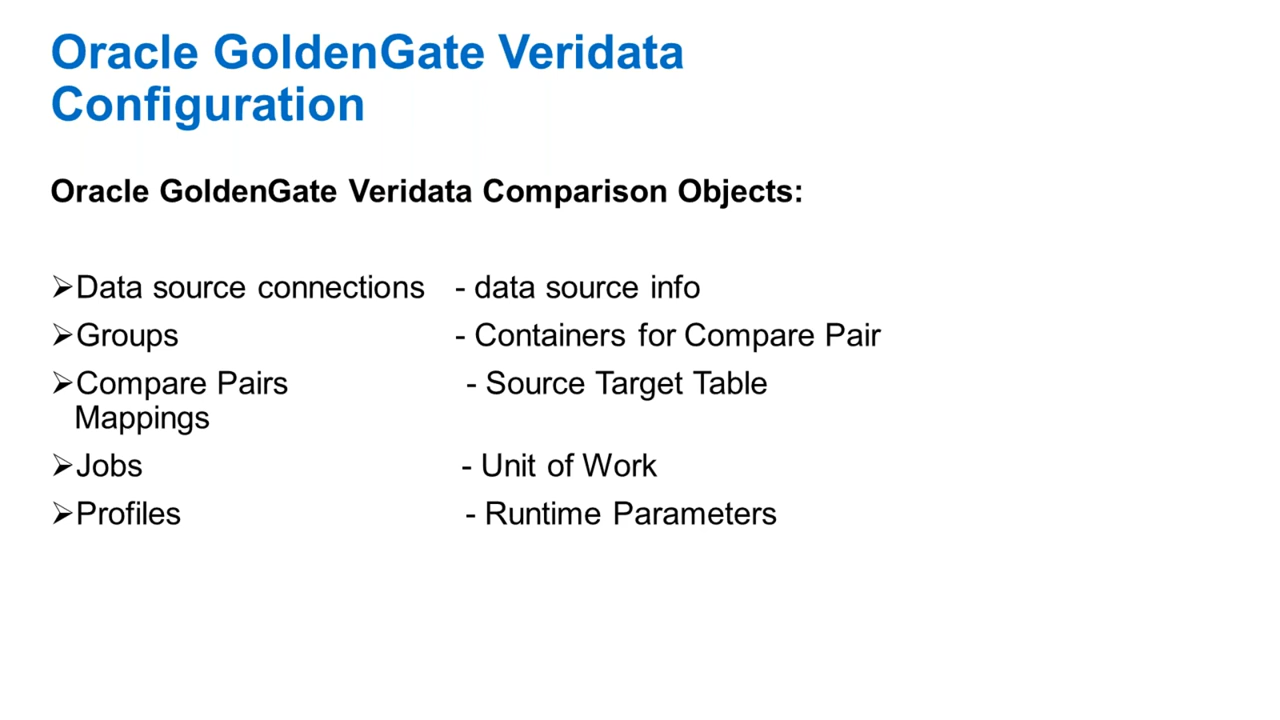 Oracle GoldenGate Veridata
Configuration
Oracle GoldenGate Veridata Comparison Objects:
➢Data source connections - data source info
➢Groups - Containers for Compare Pair
➢Compare Pairs - Source Target Table
Mappings
➢Jobs - Unit of Work
➢Profiles - Runtime Parameters